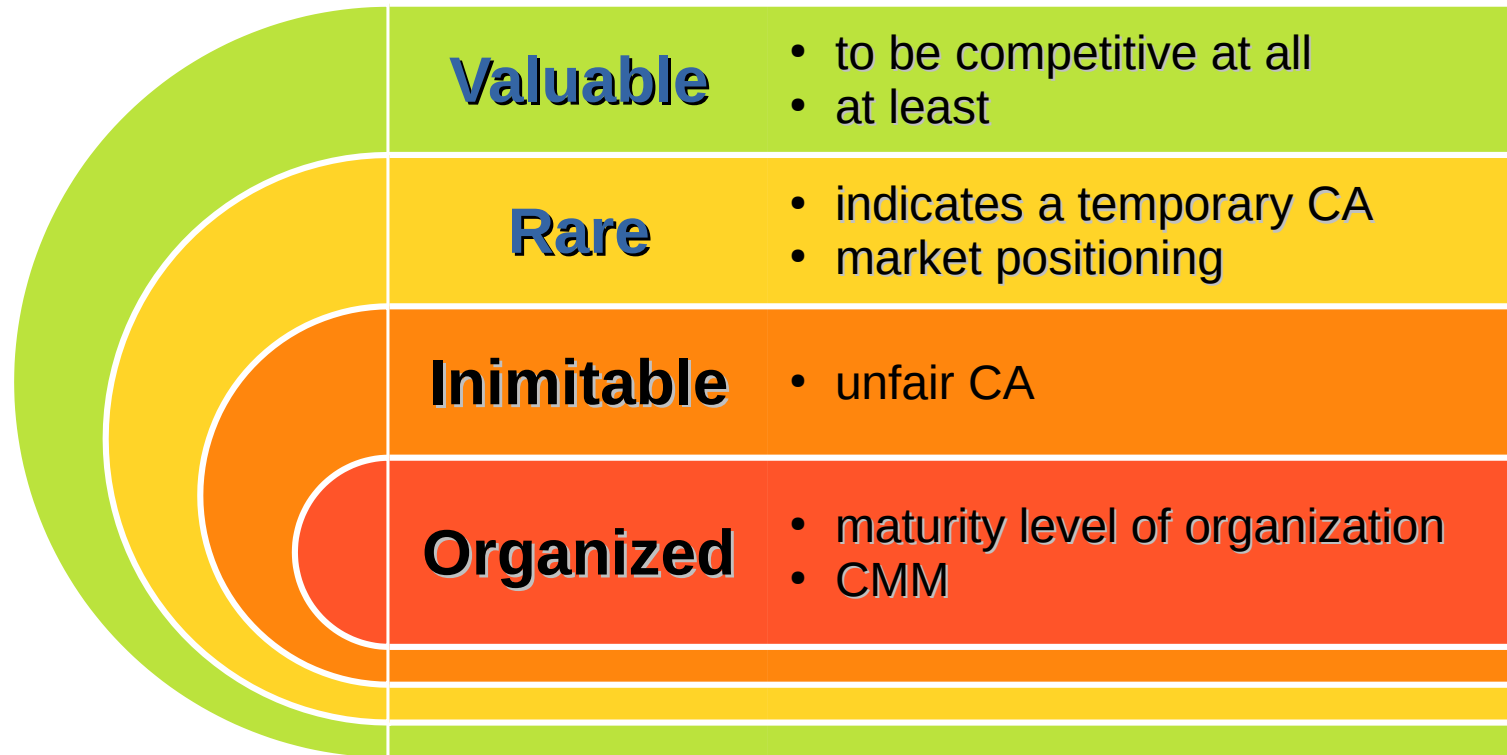 Valuable
• to be competitive at all
• at least
Rare
• indicates a temporary CA
• market positioning
Inimitable
• unfair CA
Organized
• maturity level of organization
• CMM